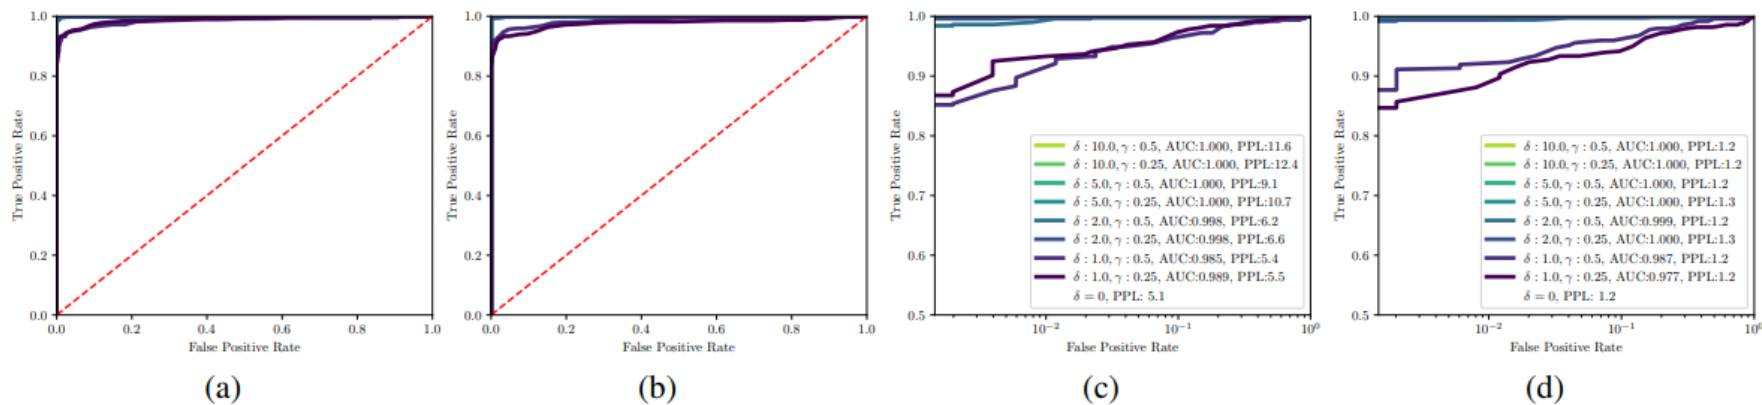 1.0
0.8
0.6
0.4
0.2
0.0
True Positive Rate
0.0 0.2 0.4 0.6 0.8 1.0
False Positive Rate
(a)
1.0
0.8
0.6
0.4
0.2
0.0
True Positive Rate
0.0 0.2 0.4 0.6 0.8 1.0
False Positive Rate
(b)
1.0
0.9
0.8
0.7
0.6
0.5
True Positive Rate
δ : 10.0, γ : 0.5, AUC:1.000, PPL:11.6
δ : 10.0, γ : 0.25, AUC:1.000, PPL:12.4
δ : 5.0, γ : 0.5, AUC:1.000, PPL:9.1
δ : 5.0, γ : 0.25, AUC:1.000, PPL:10.7
δ : 2.0, γ : 0.5, AUC:0.998, PPL:6.2
δ : 2.0, γ : 0.25, AUC:0.998, PPL:6.6
δ : 1.0, γ : 0.5, AUC:0.985, PPL:5.4
δ : 1.0, γ : 0.25, AUC:0.989, PPL:5.5
δ = 0, PPL: 5.1
10⁻² 10⁻¹ 10⁰
False Positive Rate
(c)
1.0
0.9
0.8
0.7
0.6
0.5
True Positive Rate
δ : 10.0, γ : 0.5, AUC:1.000, PPL:1.2
δ : 10.0, γ : 0.25, AUC:1.000, PPL:1.2
δ : 5.0, γ : 0.5, AUC:1.000, PPL:1.2
δ : 5.0, γ : 0.25, AUC:1.000, PPL:1.3
δ : 2.0, γ : 0.5, AUC:0.999, PPL:1.2
δ : 2.0, γ : 0.25, AUC:1.000, PPL:1.3
δ : 1.0, γ : 0.5, AUC:0.987, PPL:1.2
δ : 1.0, γ : 0.25, AUC:0.977, PPL:1.2
δ = 0, PPL: 1.2
10⁻² 10⁻¹ 10⁰
False Positive Rate
(d)